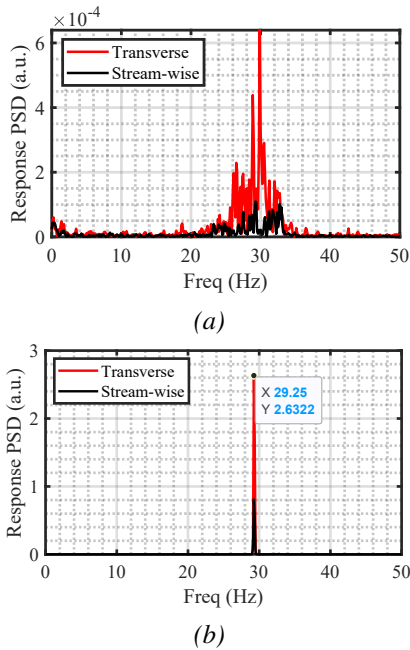 ×10⁻⁴
Transverse
Stream-wise
6
4
2
0
Response PSD (a.u.)
0 10 20 30 40 50
Freq (Hz)
(a)
3
2
1
0
Response PSD (a.u.)
Transverse
Stream-wise
X 29.25
Y 2.6322
0 10 20 30 40 50
Freq (Hz)
(b)